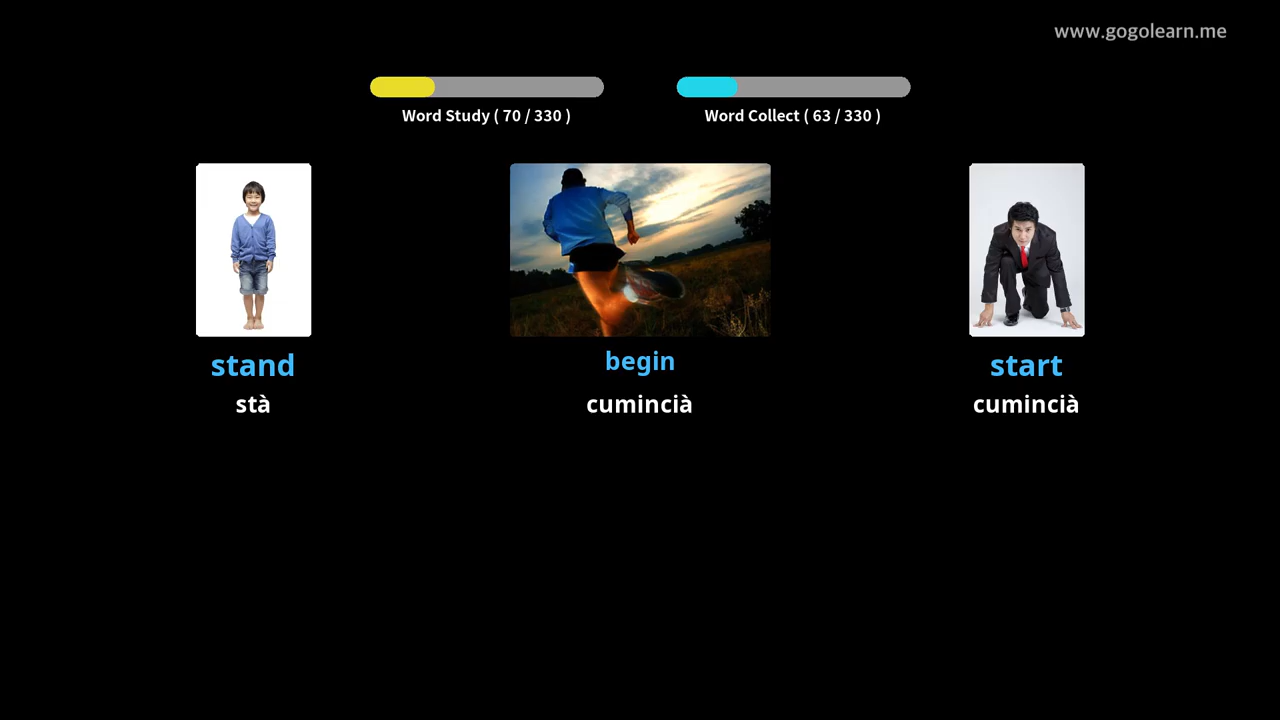 www.gogolearn.me
Word Study ( 70 / 330 )
Word Collect ( 63 / 330 )
stand
begin
start
stà
cumincià
cumincià